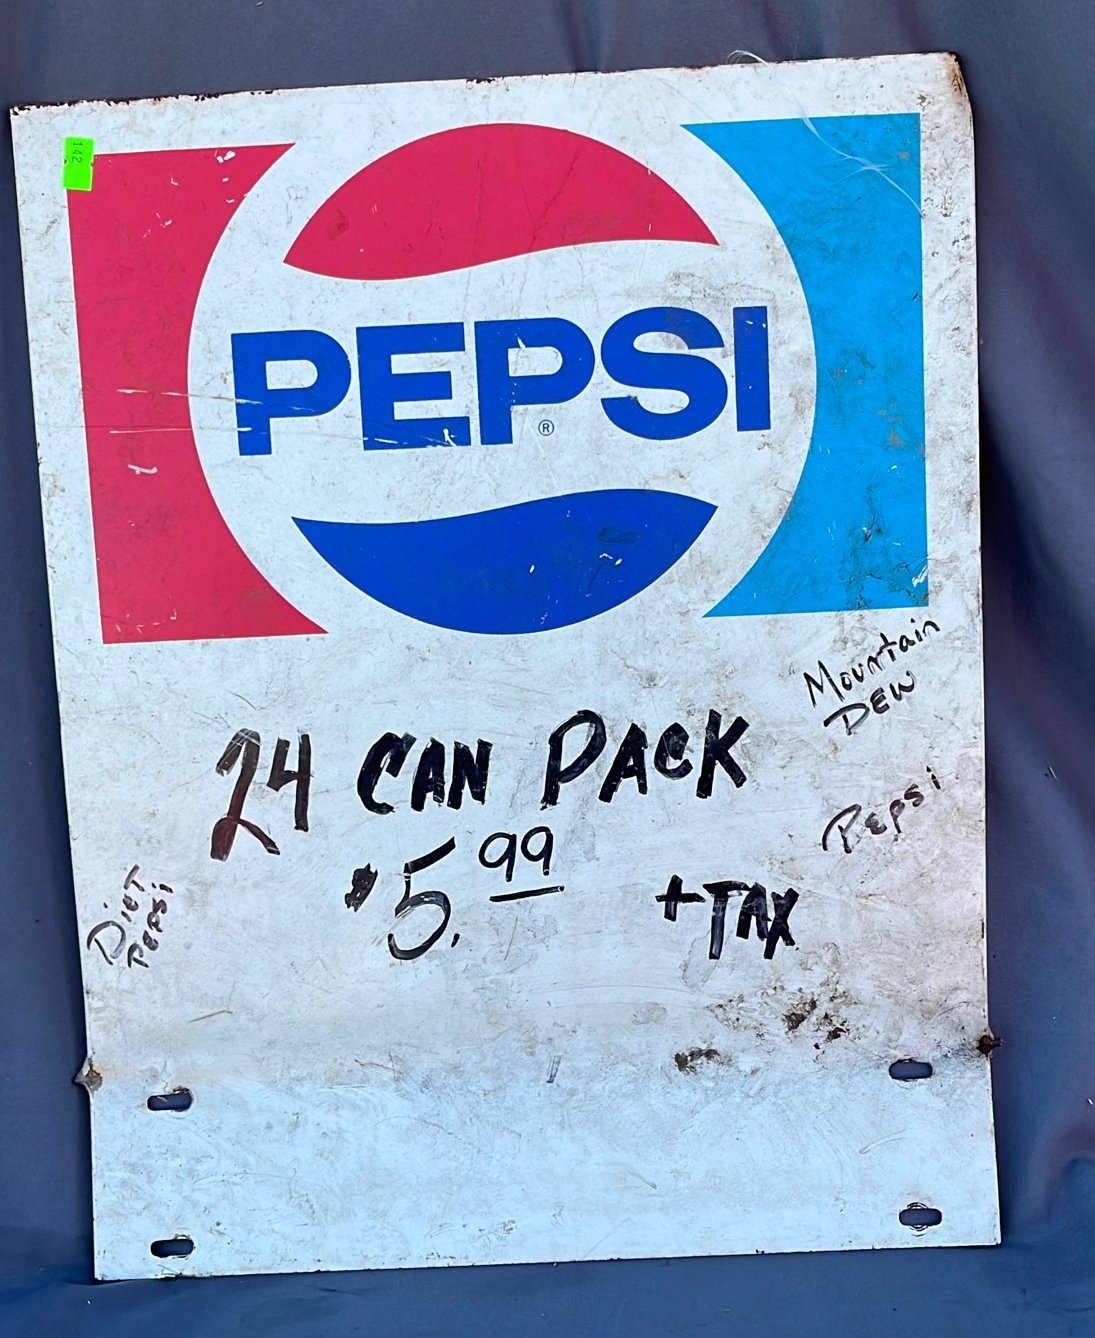 142
PEPSI
®
Mountain
DEW
24 CAN PACK
Pepsi
$5.99 + TAX
DIET
PEPSI